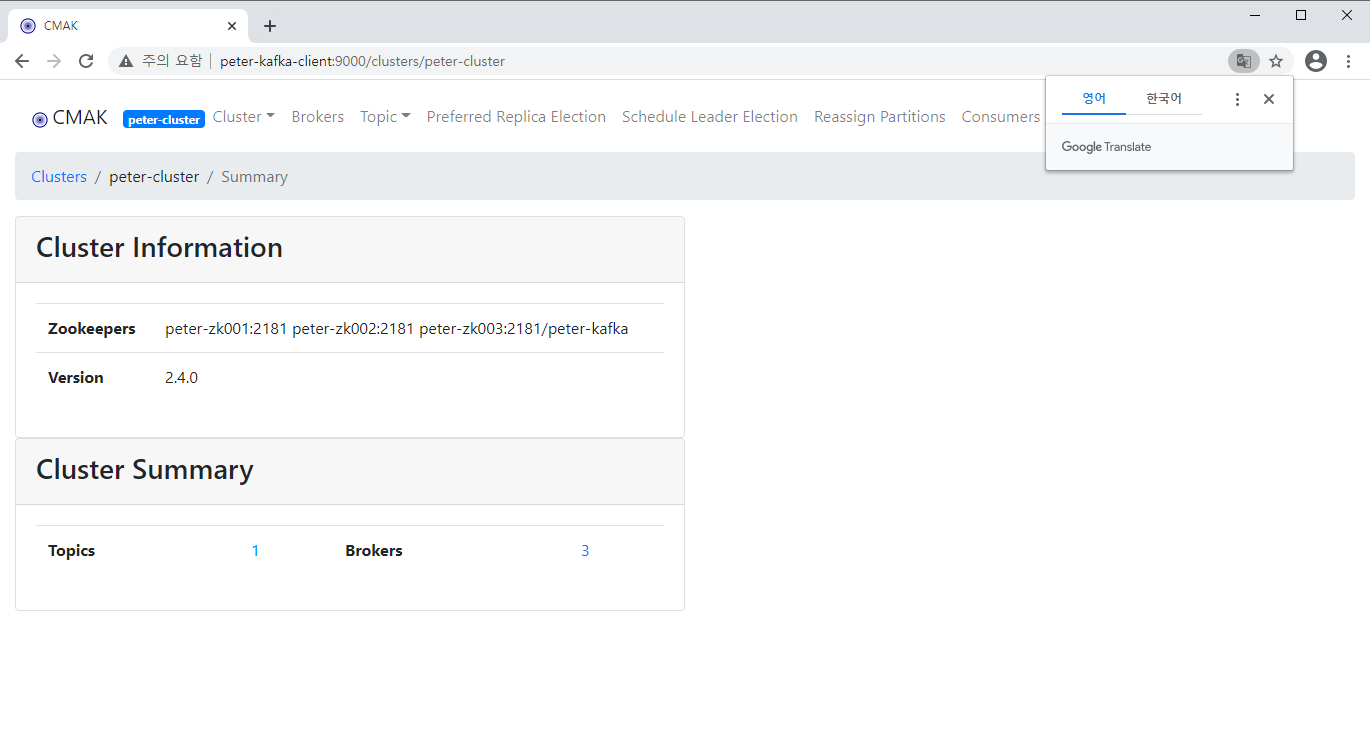 CMAK
주의 요함 | peter-kafka-client:9000/clusters/peter-cluster
영어 한국어
Google Translate
CMAK peter-cluster Cluster Brokers Topic Preferred Replica Election Schedule Leader Election Reassign Partitions Consumers
Clusters / peter-cluster / Summary
Cluster Information
Zookeepers peter-zk001:2181 peter-zk002:2181 peter-zk003:2181/peter-kafka
Version 2.4.0
Cluster Summary
Topics 1 Brokers 3